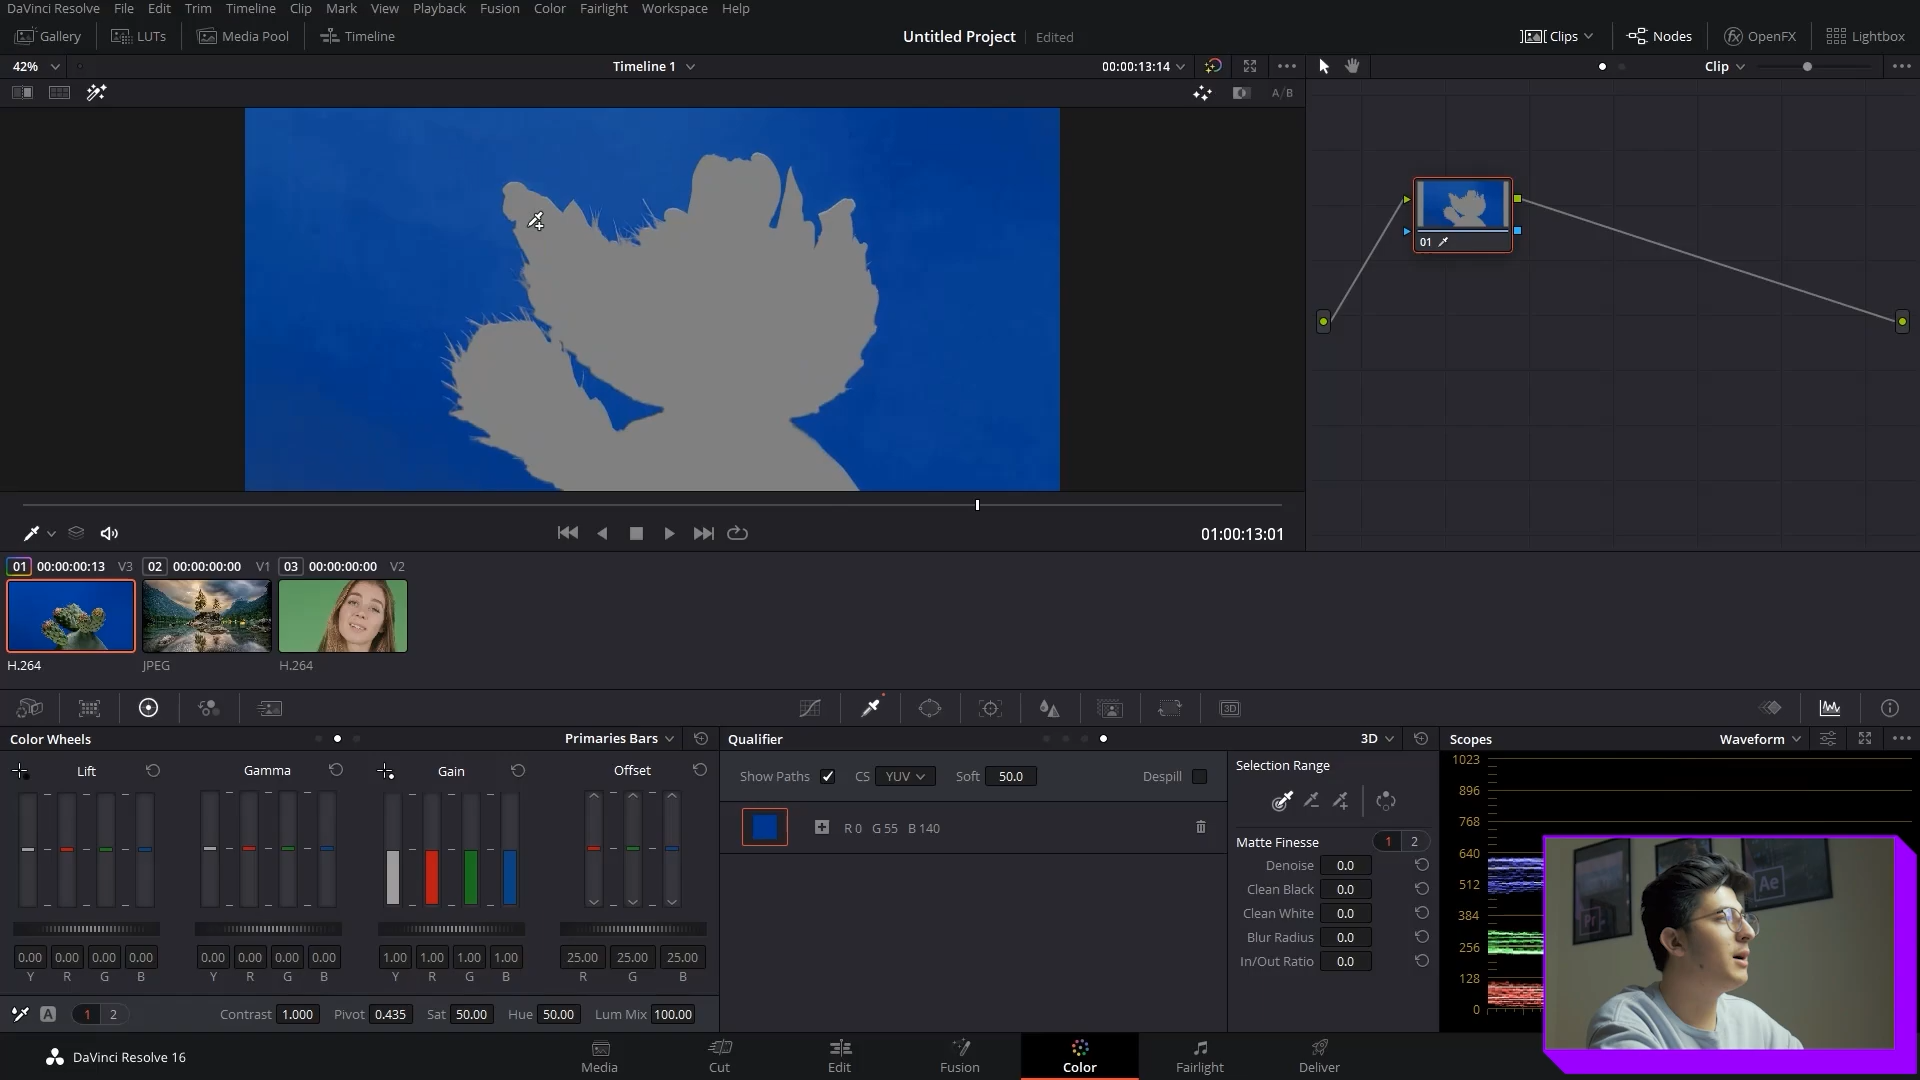 DaVinci Resolve File Edit Trim Timeline Clip Mark View Playback Fusion Color Fairlight Workspace Help
Gallery LUTs Media Pool Timeline Untitled Project Edited Clips Nodes OpenFX Lightbox
42% Timeline 1 00:00:13:14 Clip
A/B
01
01:00:13:01
01 00:00:00:13 V3 02 00:00:00:00 V1 03 00:00:00:00 V2
H.264 JPEG H.264
3D
Color Wheels Primaries Bars Qualifier 3D Scopes Waveform
Lift Gamma Gain Offset
Show Paths CS YUV Soft 50.0 Despill
R 0 G 55 B 140
Selection Range
Matte Finesse 1 2
Denoise 0.0
Clean Black 0.0
Clean White 0.0
Blur Radius 0.0
In/Out Ratio 0.0
1023
896
768
640
512
384
256
128
0
Ae
Pr
0.00 0.00 0.00 0.00 0.00 0.00 0.00 0.00 1.00 1.00 1.00 1.00 25.00 25.00 25.00
Y R G B Y R G B Y R G B R G B
A 1 2 Contrast 1.000 Pivot 0.435 Sat 50.00 Hue 50.00 Lum Mix 100.00
DaVinci Resolve 16 Media Cut Edit Fusion Color Fairlight Deliver